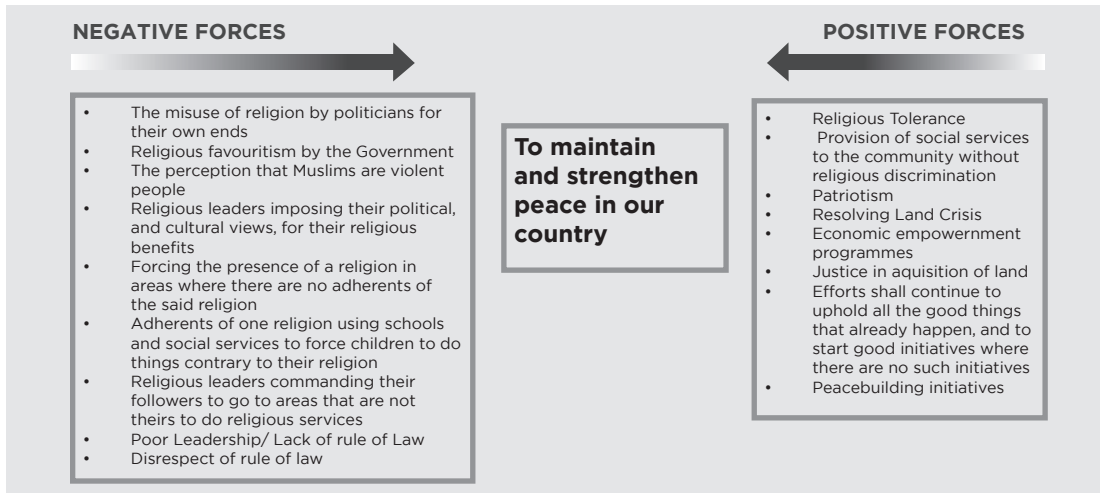 NEGATIVE FORCES
• The misuse of religion by politicians for
their own ends
• Religious favouritism by the Government
• The perception that Muslims are violent
people
• Religious leaders imposing their political,
and cultural views, for their religious
benefits
• Forcing the presence of a religion in
areas where there are no adherents of
the said religion
• Adherents of one religion using schools
and social services to force children to do
things contrary to their religion
• Religious leaders commanding their
followers to go to areas that are not
theirs to do religious services
• Poor Leadership/ Lack of rule of Law
• Disrespect of rule of law
To maintain
and strengthen
peace in our
country
POSITIVE FORCES
• Religious Tolerance
• Provision of social services
to the community without
religious discrimination
• Patriotism
• Resolving Land Crisis
• Economic empowernment
programmes
• Justice in aquisition of land
• Efforts shall continue to
uphold all the good things
that already happen, and to
start good initiatives where
there are no such initiatives
• Peacebuilding initiatives